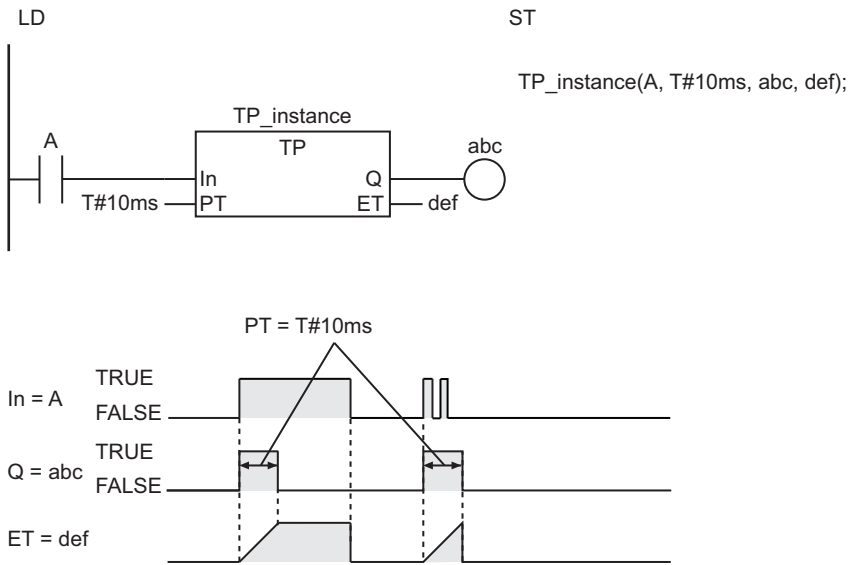 LD
ST
TP_instance(A, T#10ms, abc, def);
TP_instance
A
TP
abc
In
Q
T#10ms
PT
ET
def
PT = T#10ms
In = A
TRUE
FALSE
Q = abc
TRUE
FALSE
ET = def